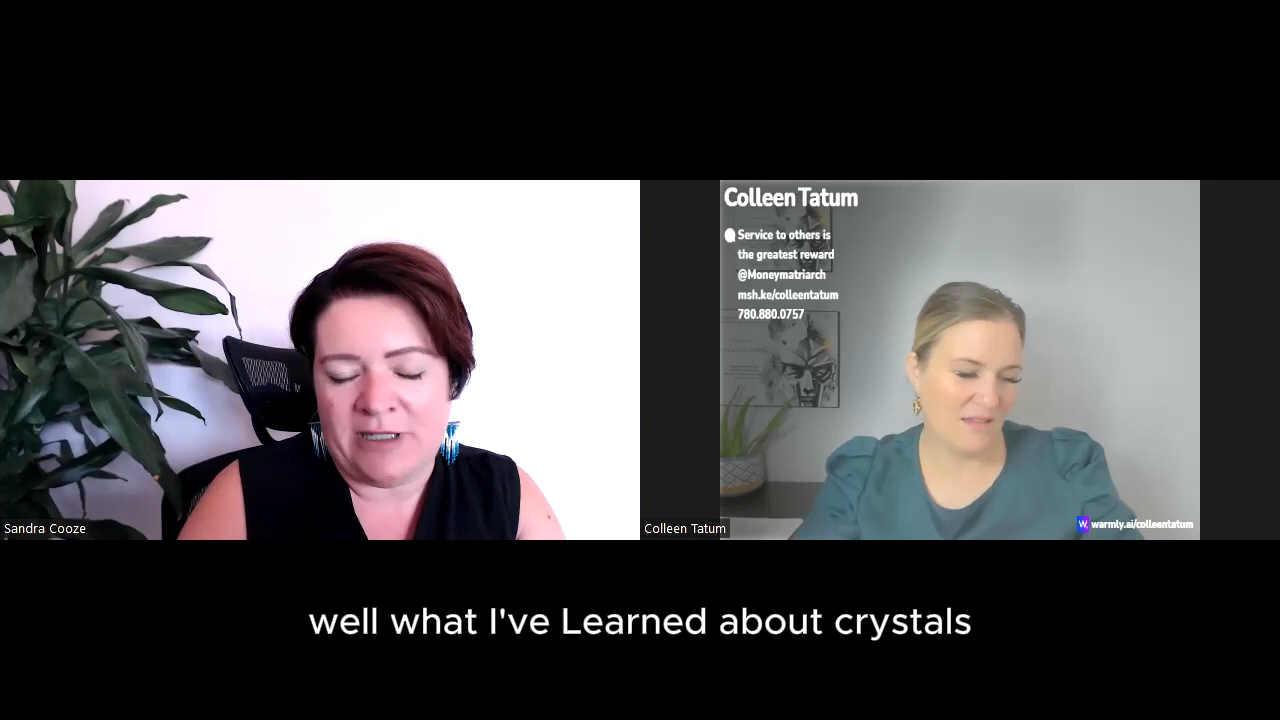 Colleen Tatum
Service to others is
the greatest reward
@Moneymatriarch
msh.ke/colleentatum
780.880.0757
Sandra Cooze
Colleen Tatum
W. warmly.ai/colleentatum
well what I've Learned about crystals